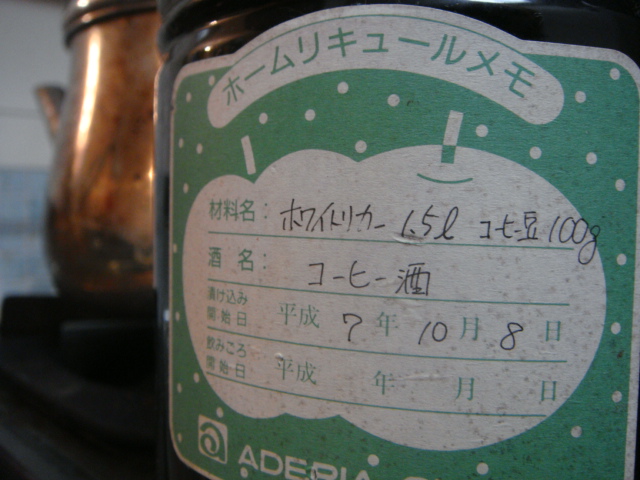 ホームリキュールメモ
材料名: ホワイトリカー 1.5ℓ コーヒー豆 100g
酒名: コーヒー酒
漬け込み開始日 平成 7年 10月 8日
飲みごろ開始日 平成 年 月 日
ADERIA